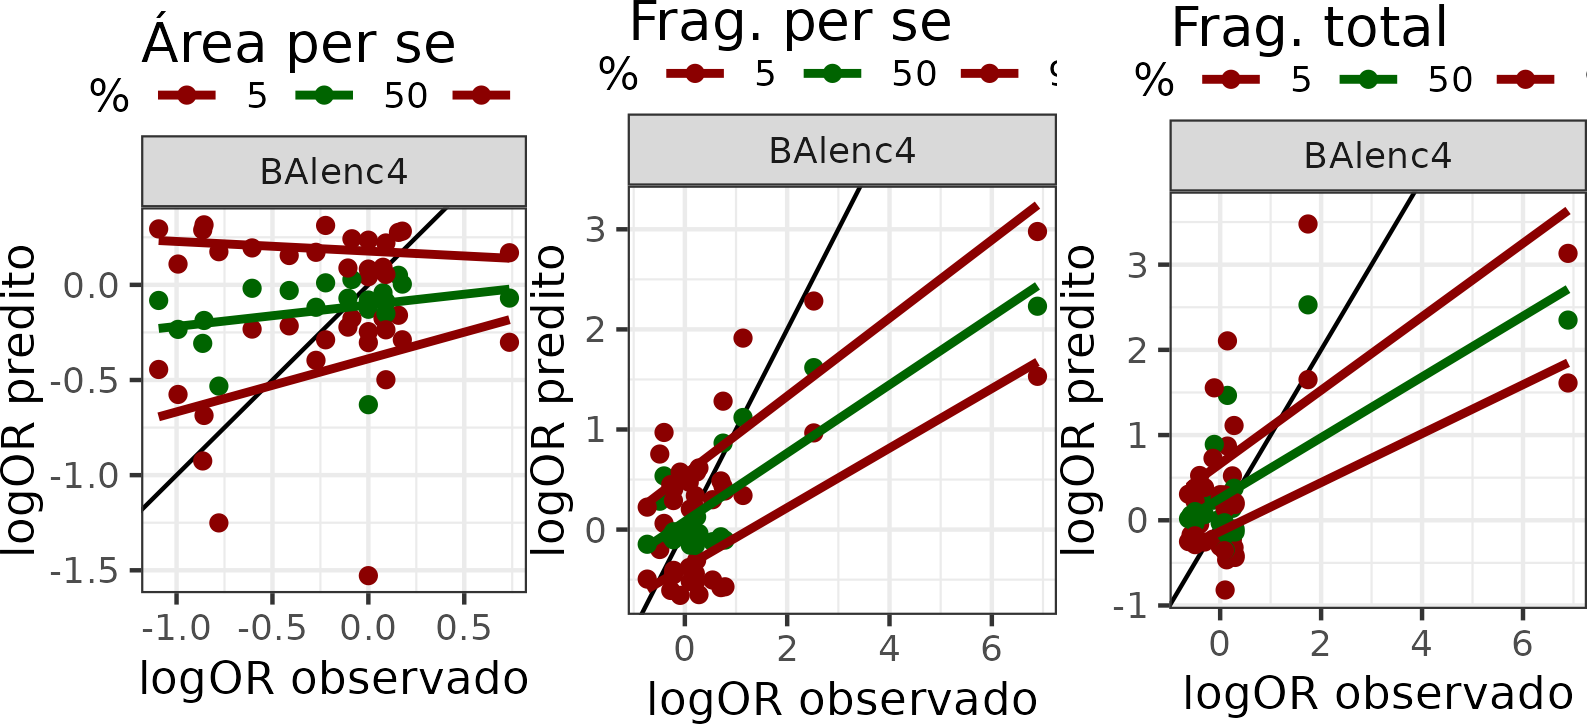 Área per se
% 5 50
BAlenc4
logOR predito
0.0
-0.5
-1.0
-1.5
-1.0 -0.5 0.0 0.5
logOR observado
Frag. per se
% 5 50
BAlenc4
logOR predito
3
2
1
0
0 2 4 6
logOR observado
Frag. total
% 5 50
BAlenc4
logOR predito
3
2
1
0
-1
0 2 4 6
logOR observado